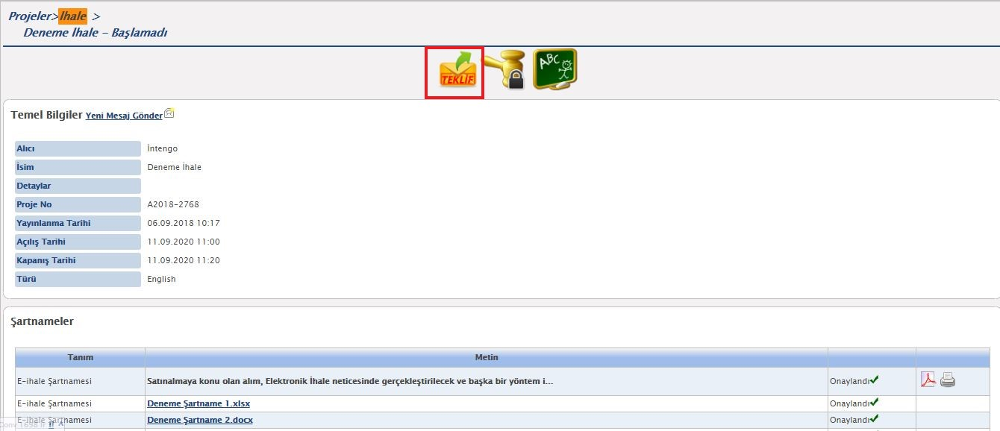 Projeler>İhale >
Deneme İhale – Başlamadı
TEKLİF
ABC
Temel Bilgiler Yeni Mesaj Gönder
Alıcı İntengo
İsim Deneme İhale
Detaylar
Proje No A2018-2768
Yayınlanma Tarihi 06.09.2018 10:17
Açılış Tarihi 11.09.2020 11:00
Kapanış Tarihi 11.09.2020 11:20
Türü English
Şartnameler
Tanım Metin
E-ihale Şartnamesi Satınalmaya konu olan alım, Elektronik İhale neticesinde gerçekleştirilecek ve başka bir yöntem i... Onaylandı
E-ihale Şartnamesi Deneme Şartname 1.xlsx Onaylandı
E-ihale Şartnamesi Deneme Şartname 2.docx Onaylandı